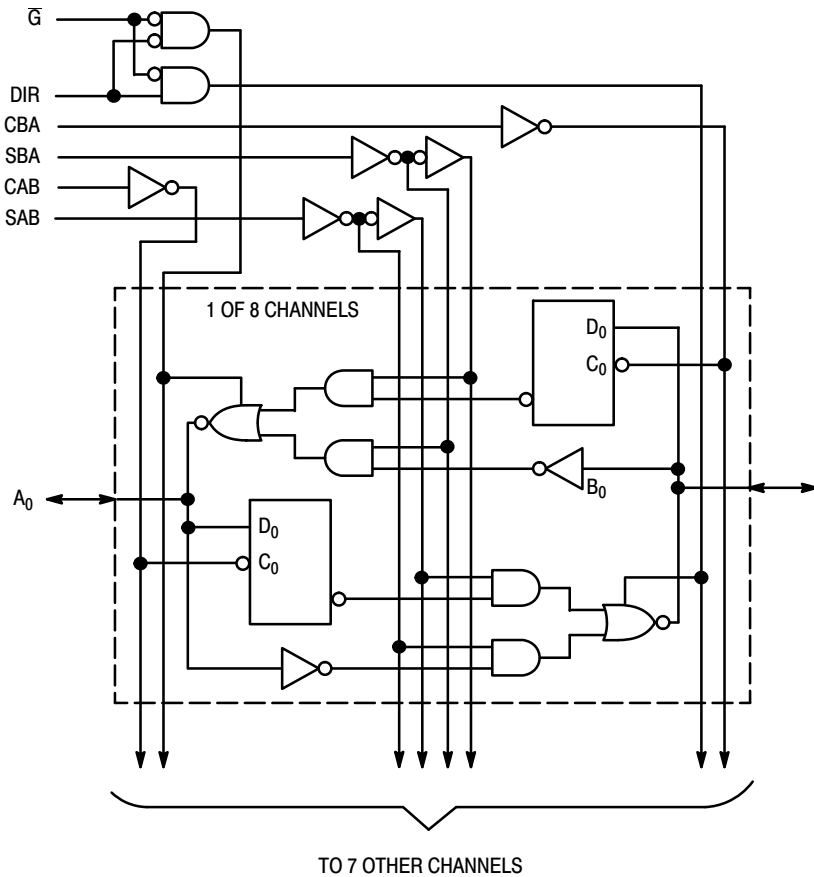 G̅
DIR
CBA
SBA
CAB
SAB
1 OF 8 CHANNELS
D₀
C₀
B₀
A₀
D₀
C₀
TO 7 OTHER CHANNELS